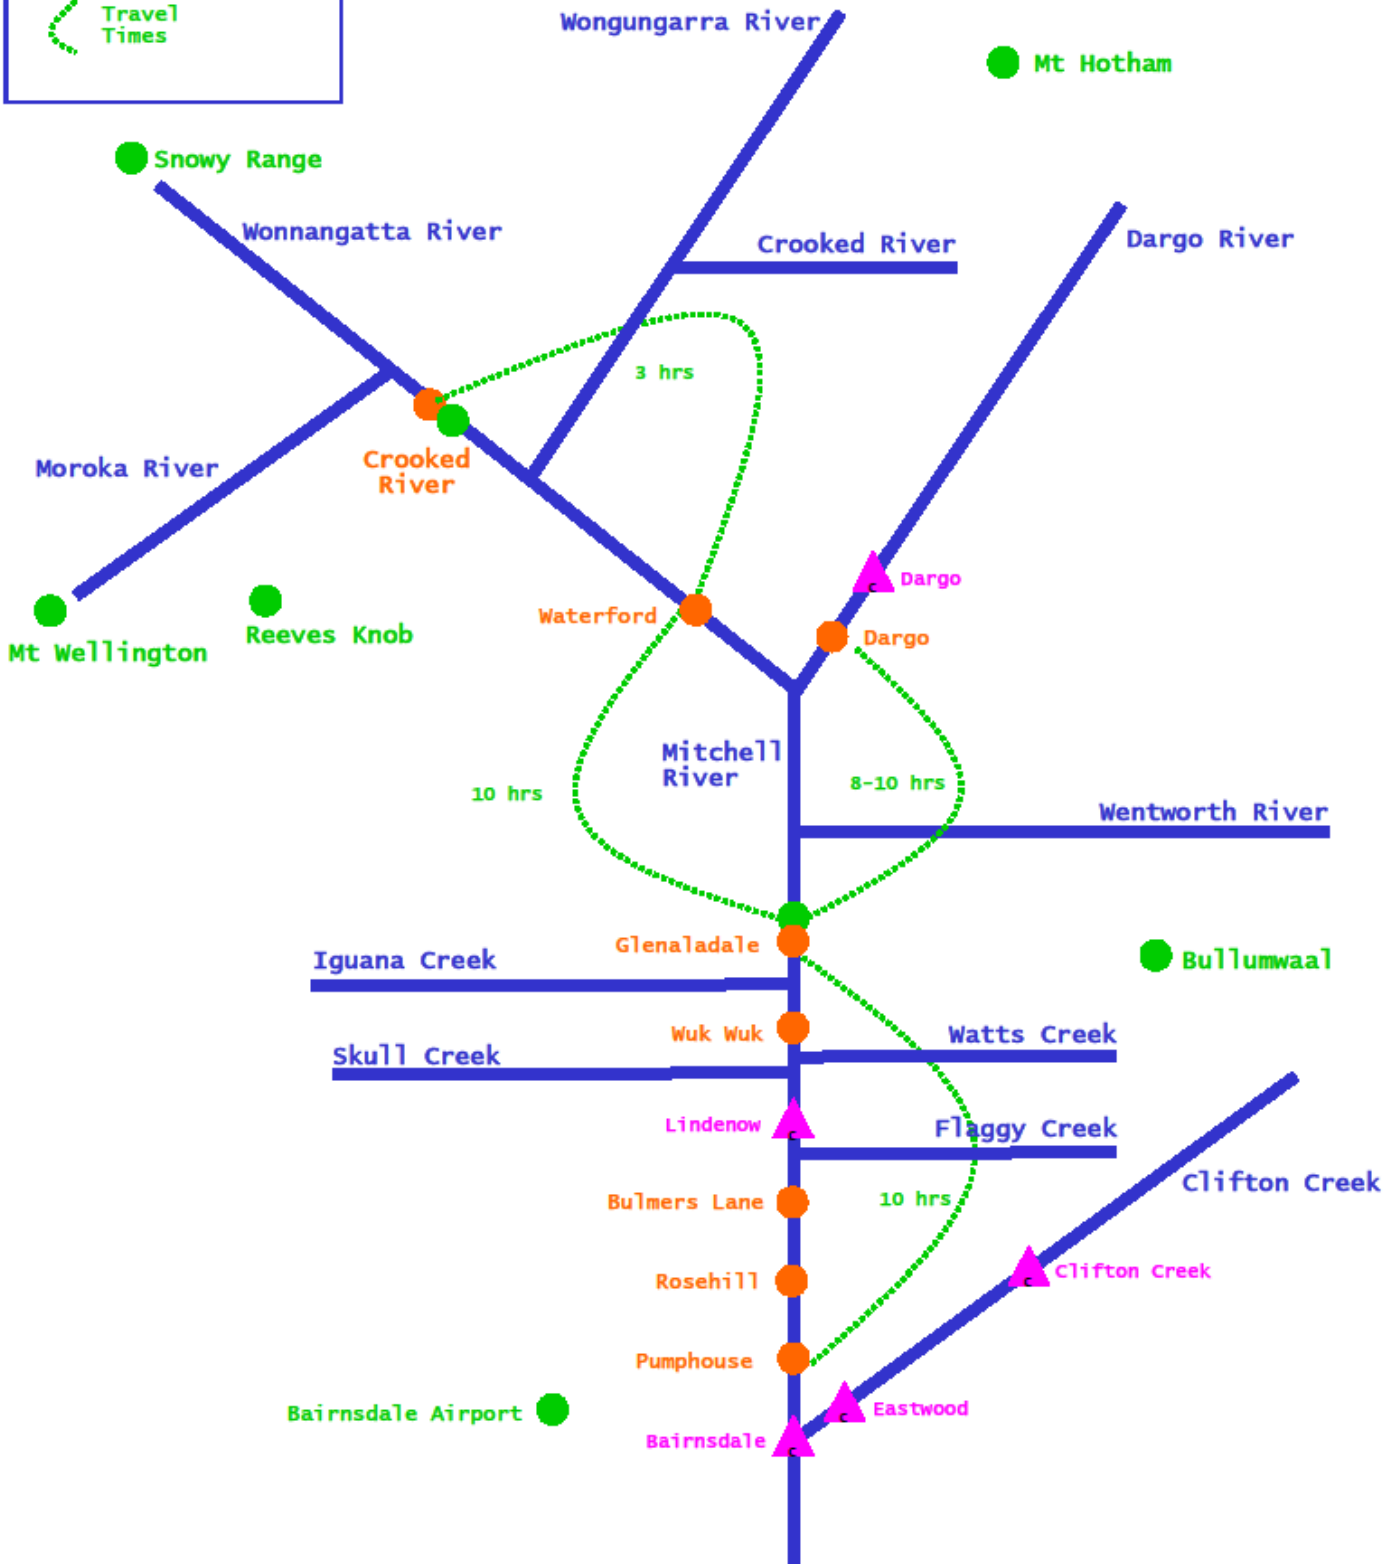 Travel
Times
Wongungarra River
Mt Hotham
Snowy Range
Wonnangatta River
Crooked River
Dargo River
3 hrs
Crooked
River
Moroka River
Dargo
Waterford
Dargo
Reeves Knob
Mt Wellington
Mitchell
River
10 hrs
8-10 hrs
Wentworth River
Glenaladale
Iguana Creek
Bullumwaal
Wuk Wuk
Watts Creek
Skull Creek
Lindenow
Flaggy Creek
Clifton Creek
Bulmers Lane
10 hrs
Clifton Creek
Rosehill
Pumphouse
Bairnsdale Airport
Eastwood
Bairnsdale
c
c
c
c
c